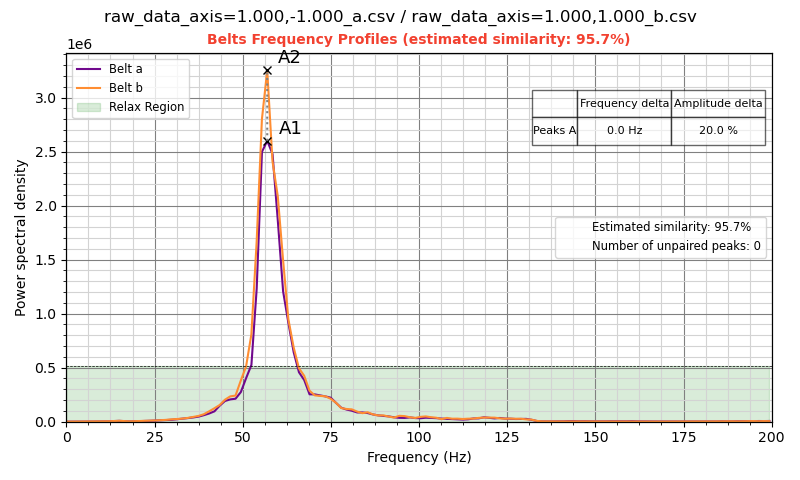 raw_data_axis=1.000,-1.000_a.csv / raw_data_axis=1.000,1.000_b.csv
Belts Frequency Profiles (estimated similarity: 95.7%)
1e6
A2
Belt a
Belt b
Relax Region
A1
Frequency delta Amplitude delta
Peaks A 0.0 Hz 20.0 %
Estimated similarity: 95.7%
Number of unpaired peaks: 0
Power spectral density
3.0
2.5
2.0
1.5
1.0
0.5
0.0
0 25 50 75 100 125 150 175 200
Frequency (Hz)